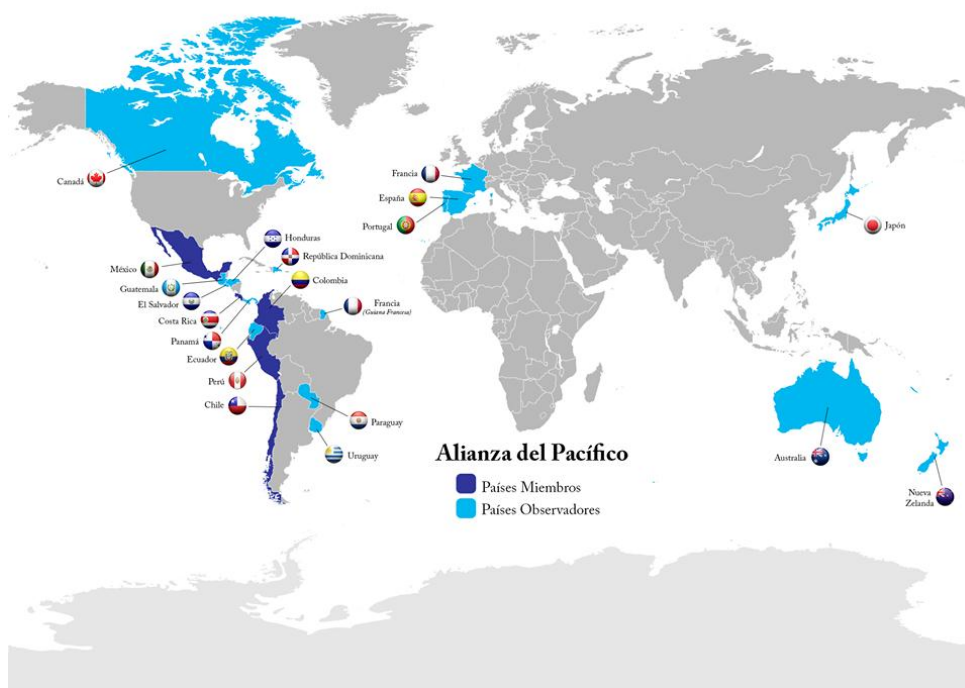 Canadá
Francia
España
Portugal
Japón
Honduras
República Dominicana
México
Colombia
Guatemala
El Salvador
Francia
(Guiana Francesa)
Costa Rica
Panamá
Ecuador
Perú
Chile
Paraguay
Uruguay
Alianza del Pacífico
Países Miembros
Países Observadores
Australia
Nueva
Zelanda